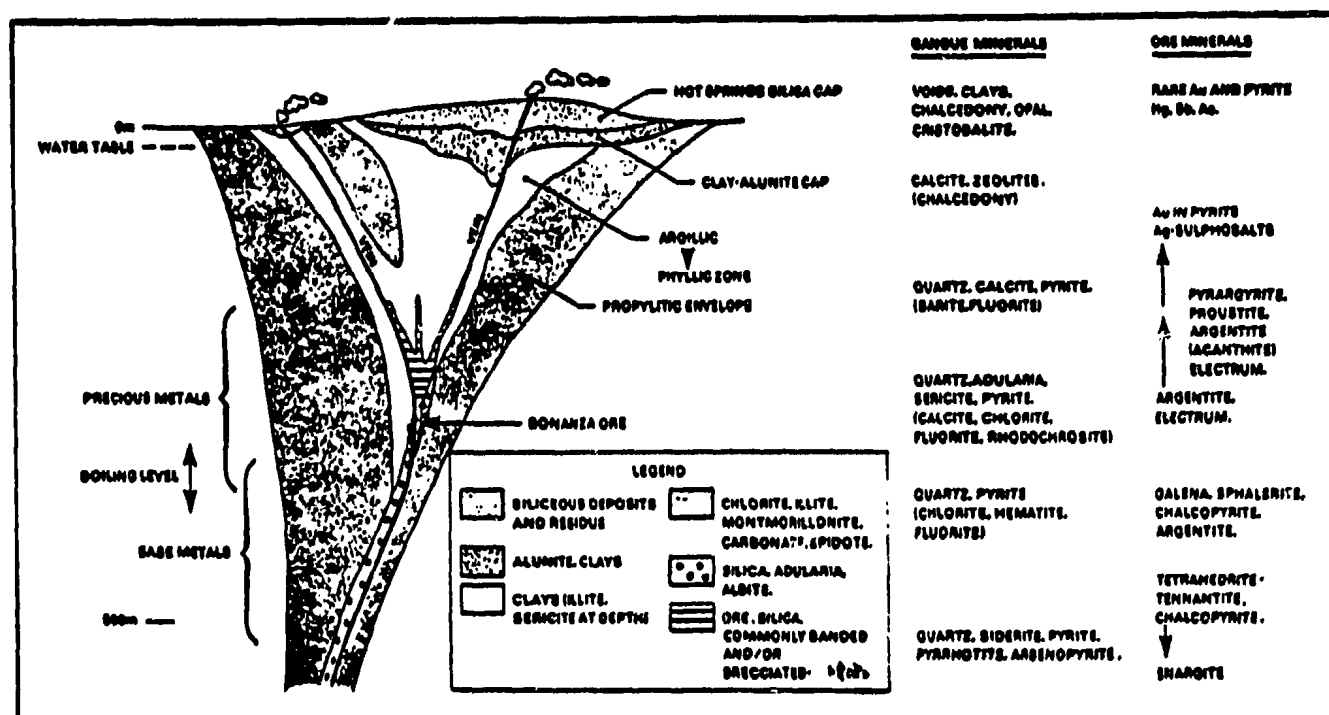 GANGUE MINERALS
ORE MINERALS
HOT SPRINGS SILICA CAP
VOIDS, CLAYS,
CHALCEDONY, OPAL,
CRISTOBALITE.
RARE Au AND PYRITE
Hg, Sb, As.
0m
WATER TABLE
CLAY-ALUNITE CAP
CALCITE, ZEOLITES.
(CHALCEDONY)
Au IN PYRITE
Ag-SULPHOSALTS
VEIN
VEIN
ARGILLIC
PHYLLIC ZONE
PROPYLITIC ENVELOPE
QUARTZ, CALCITE, PYRITE,
(BARITE, FLUORITE)
PYRARGYRITE,
PROUSTITE,
ARGENTITE
(ACANTHITE)
ELECTRUM.
PRECIOUS METALS
BONANZA ORE
QUARTZ, ADULARIA,
SERICITE, PYRITE,
(CALCITE, CHLORITE,
FLUORITE, RHODOCHROSITE)
ARGENTITE,
ELECTRUM.
BOILING LEVEL
BASE METALS
LEGEND
SILICEOUS DEPOSITS
AND RESIDUE
ALUNITE, CLAYS
CLAYS ILLITE,
SERICITE AT DEPTHS
CHLORITE, ILLITE,
MONTMORILLONITE,
CARBONATE, EPIDOTE.
SILICA, ADULARIA,
ALBITE.
ORE, SILICA,
COMMONLY BANDED
AND/OR
BRECCIATED.
QUARTZ, PYRITE
(CHLORITE, HEMATITE,
FLUORITE)
GALENA, SPHALERITE,
CHALCOPYRITE,
ARGENTITE.
500m
QUARTZ, SIDERITE, PYRITE,
PYRRHOTITE, ARSENOPYRITE.
TETRAHEDRITE-
TENNANTITE,
CHALCOPYRITE.
ENARGITE